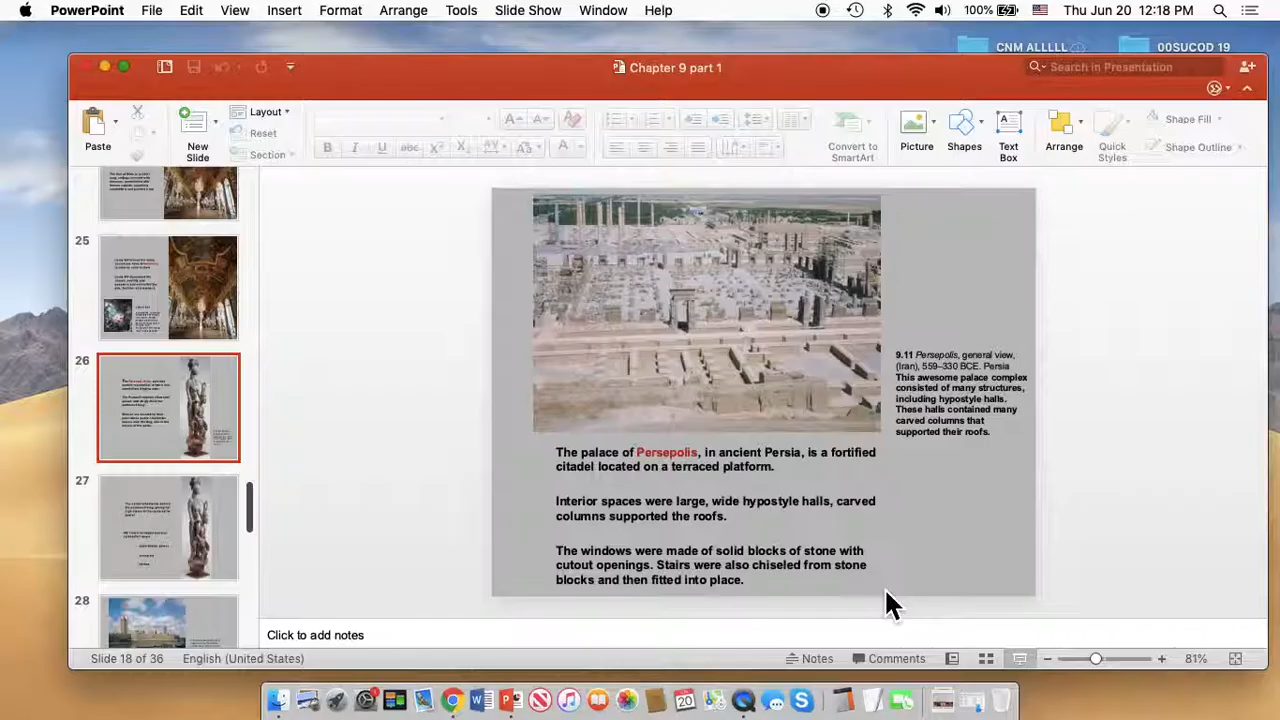 PowerPoint File Edit View Insert Format Arrange Tools Slide Show Window Help 100% Thu Jun 20 12:18 PM
CNM ALLLLL 00SUCOD 19
Chapter 9 part 1
Search in Presentation
Paste
New Slide
Layout
Reset
Section
Convert to SmartArt
Picture
Shapes
Text Box
Arrange
Quick Styles
Shape Fill
Shape Outline
25
26
27
28
9.11 Persepolis, general view,
(Iran), 559–330 BCE. Persia
This awesome palace complex
consisted of many structures,
including hypostyle halls.
These halls contained many
carved columns that
supported their roofs.
The palace of Persepolis, in ancient Persia, is a fortified
citadel located on a terraced platform.
Interior spaces were large, wide hypostyle halls, carved
columns supported the roofs.
The windows were made of solid blocks of stone with
cutout openings. Stairs were also chiseled from stone
blocks and then fitted into place.
Click to add notes
Slide 18 of 36 English (United States) Notes Comments 81%